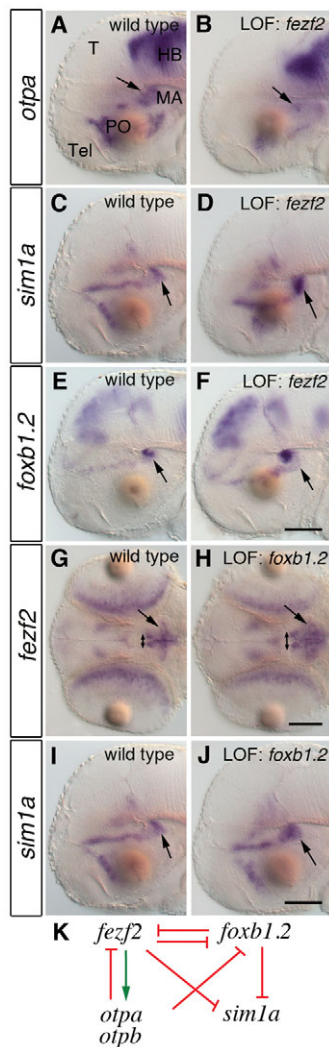 A wild type
B LOF: fezf2
otpa
T
HB
MA
PO
Tel
C wild type
D LOF: fezf2
sim1a
E wild type
F LOF: fezf2
foxb1.2
G wild type
H LOF: foxb1.2
fezf2
I wild type
J LOF: foxb1.2
sim1a
K fezf2 foxb1.2
otpa sim1a
otpb